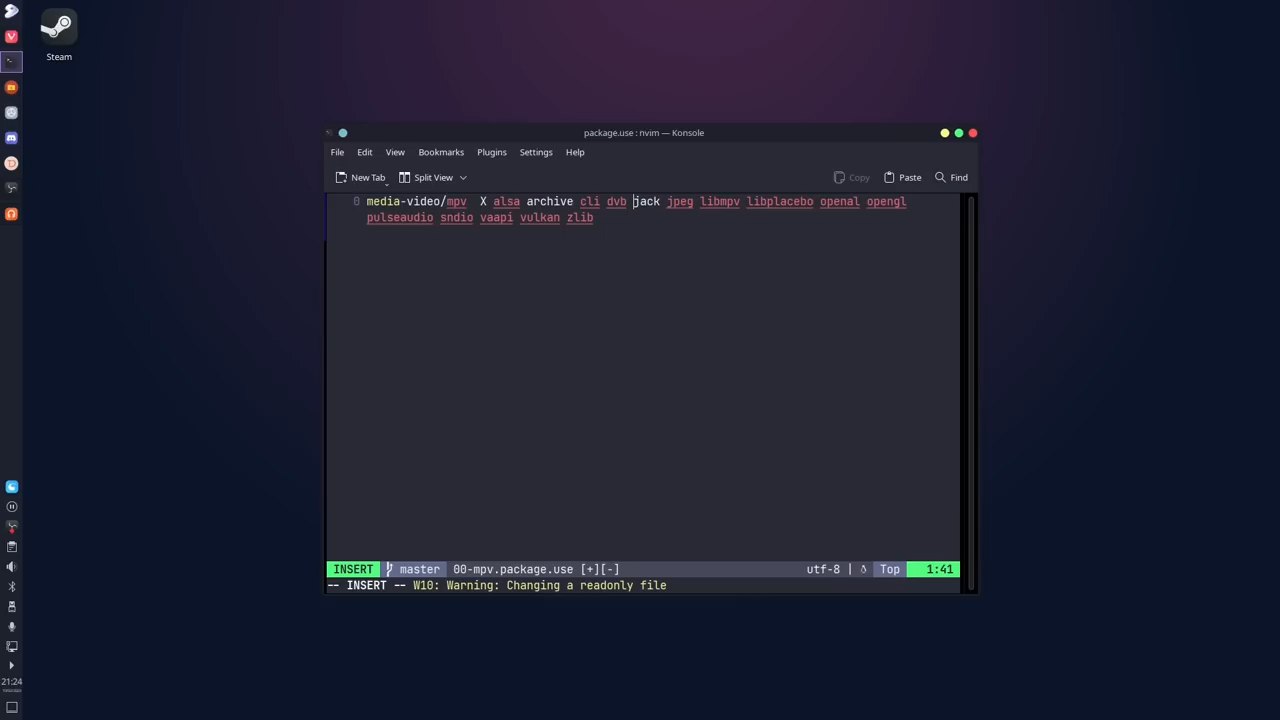 Steam
package.use : nvim — Konsole
File Edit View Bookmarks Plugins Settings Help
New Tab Split View Copy Paste Find
0 media-video/mpv  X alsa archive cli dvb jack jpeg libmpv libplacebo openal opengl
pulseaudio sndio vaapi vulkan zlib
INSERT master 00-mpv.package.use [+][-] utf-8 | Top 1:41
-- INSERT -- W10: Warning: Changing a readonly file
21:24